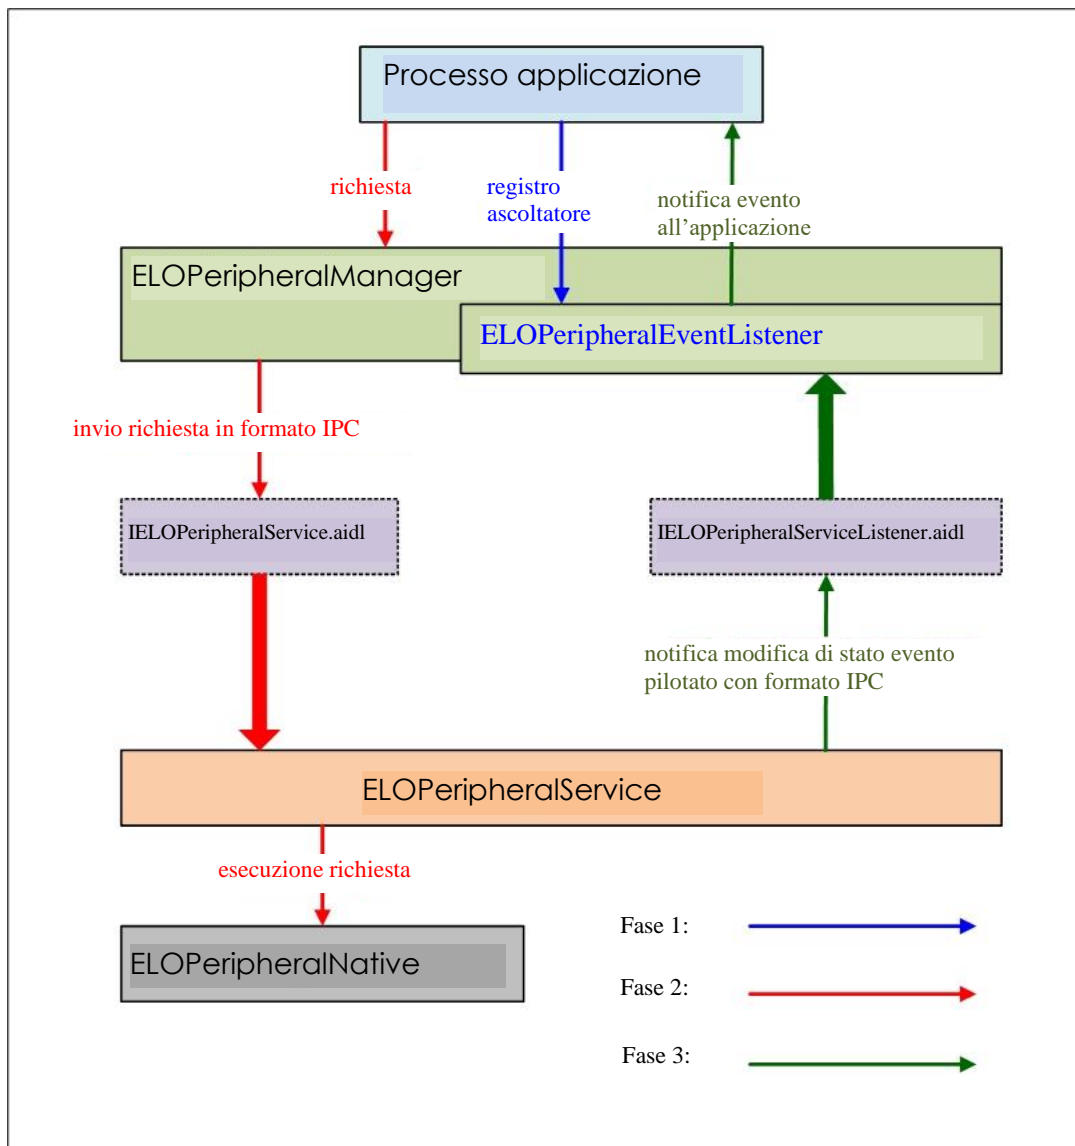 Processo applicazione
richiesta
registro
ascoltatore
notifica evento
all’applicazione
ELOPeripheralManager
ELOPeripheralEventListener
invio richiesta in formato IPC
IELOPeripheralService.aidl
IELOPeripheralServiceListener.aidl
notifica modifica di stato evento
pilotato con formato IPC
ELOPeripheralService
esecuzione richiesta
ELOPeripheralNative
Fase 1:
Fase 2:
Fase 3: